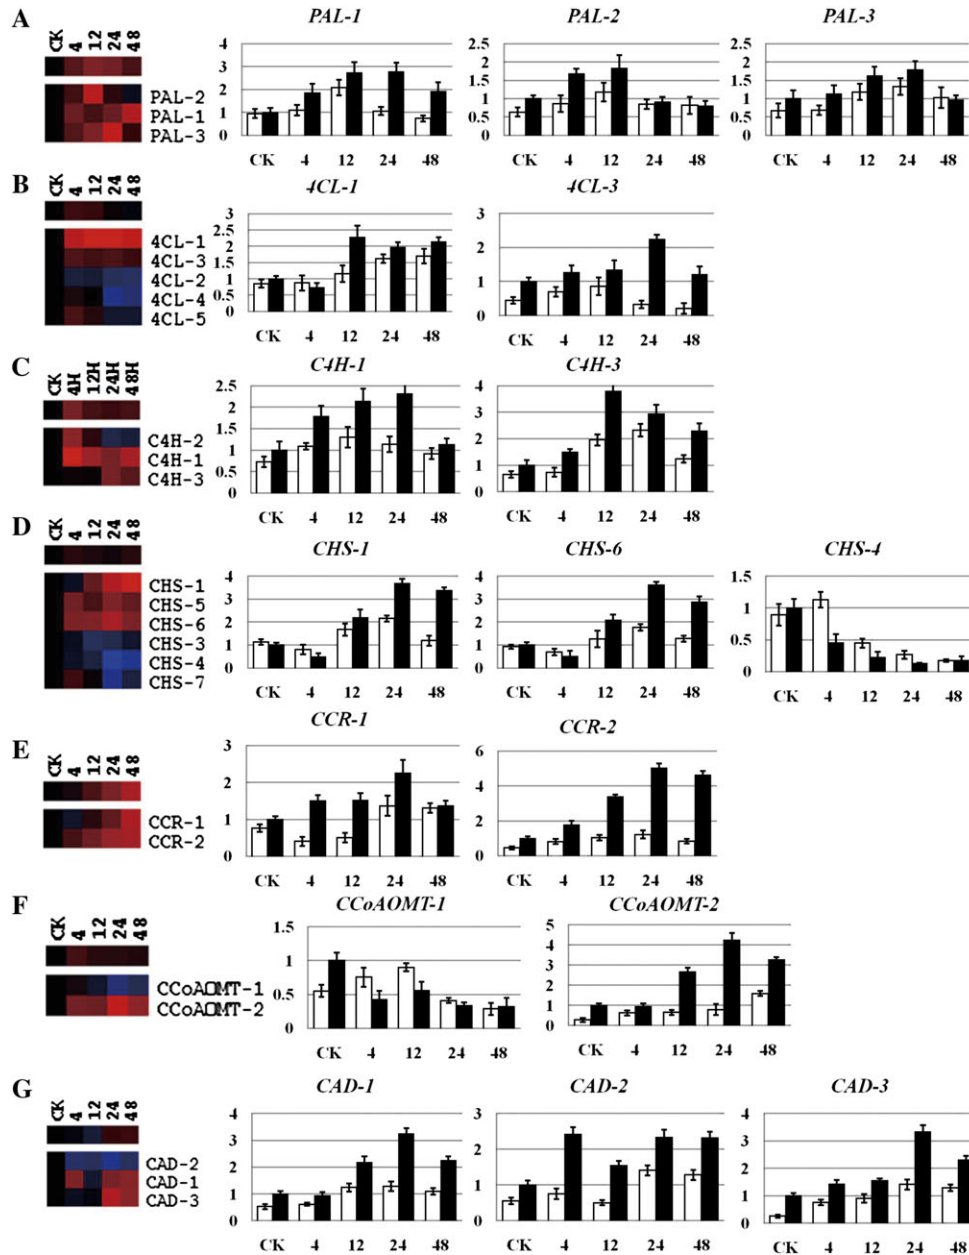 A
CK 4 12 24 48
PAL-2
PAL-1
PAL-3
PAL-1
4
3
2
1
0
CK 4 12 24 48
PAL-2
2.5
2
1.5
1
0.5
0
CK 4 12 24 48
PAL-3
2.5
2
1.5
1
0.5
0
CK 4 12 24 48
B
CK 4 12 24 48
4CL-1
4CL-3
4CL-2
4CL-4
4CL-5
4CL-1
3
2.5
2
1.5
1
0.5
0
CK 4 12 24 48
4CL-3
3
2
1
0
CK 4 12 24 48
C
CK 4H 12H 24H 48H
C4H-2
C4H-1
C4H-3
C4H-1
2.5
2
1.5
1
0.5
0
CK 4 12 24 48
C4H-3
4
3
2
1
0
CK 4 12 24 48
D
CK 4 12 24 48
CHS-1
CHS-5
CHS-6
CHS-3
CHS-4
CHS-7
CHS-1
4
3
2
1
0
CK 4 12 24 48
CHS-6
4
3
2
1
0
CK 4 12 24 48
CHS-4
1.5
1
0.5
0
CK 4 12 24 48
E
CK 4 12 24 48
CCR-1
CCR-2
CCR-1
3
2
1
0
CK 4 12 24 48
CCR-2
6
4
2
0
CK 4 12 24 48
F
CK 4 12 24 48
CCoAOMT-1
CCoAOMT-2
CCoAOMT-1
1.5
1
0.5
0
CK 4 12 24 48
CCoAOMT-2
5
4
3
2
1
0
CK 4 12 24 48
G
CK 4 12 24 48
CAD-2
CAD-1
CAD-3
CAD-1
4
3
2
1
0
CK 4 12 24 48
CAD-2
3
2
1
0
CK 4 12 24 48
CAD-3
4
3
2
1
0
CK 4 12 24 48